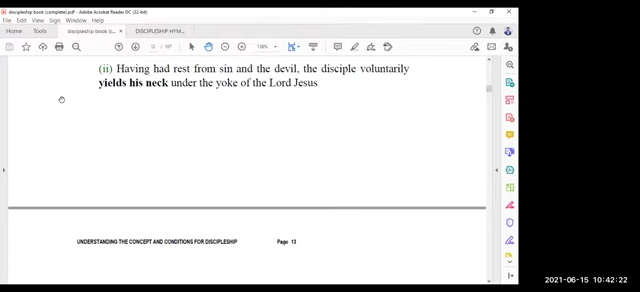 discipleship book (complete).pdf - Adobe Acrobat Reader DC (32-bit)
File Edit View Sign Window Help
Home Tools discipleship book (c... × DISCIPLESHIP HYM...
12 / 107 138%
(ii) Having had rest from sin and the devil, the disciple voluntarily
yields his neck under the yoke of the Lord Jesus
UNDERSTANDING THE CONCEPT AND CONDITIONS FOR DISCIPLESHIP Page 13
2021-06-15 10:42:22